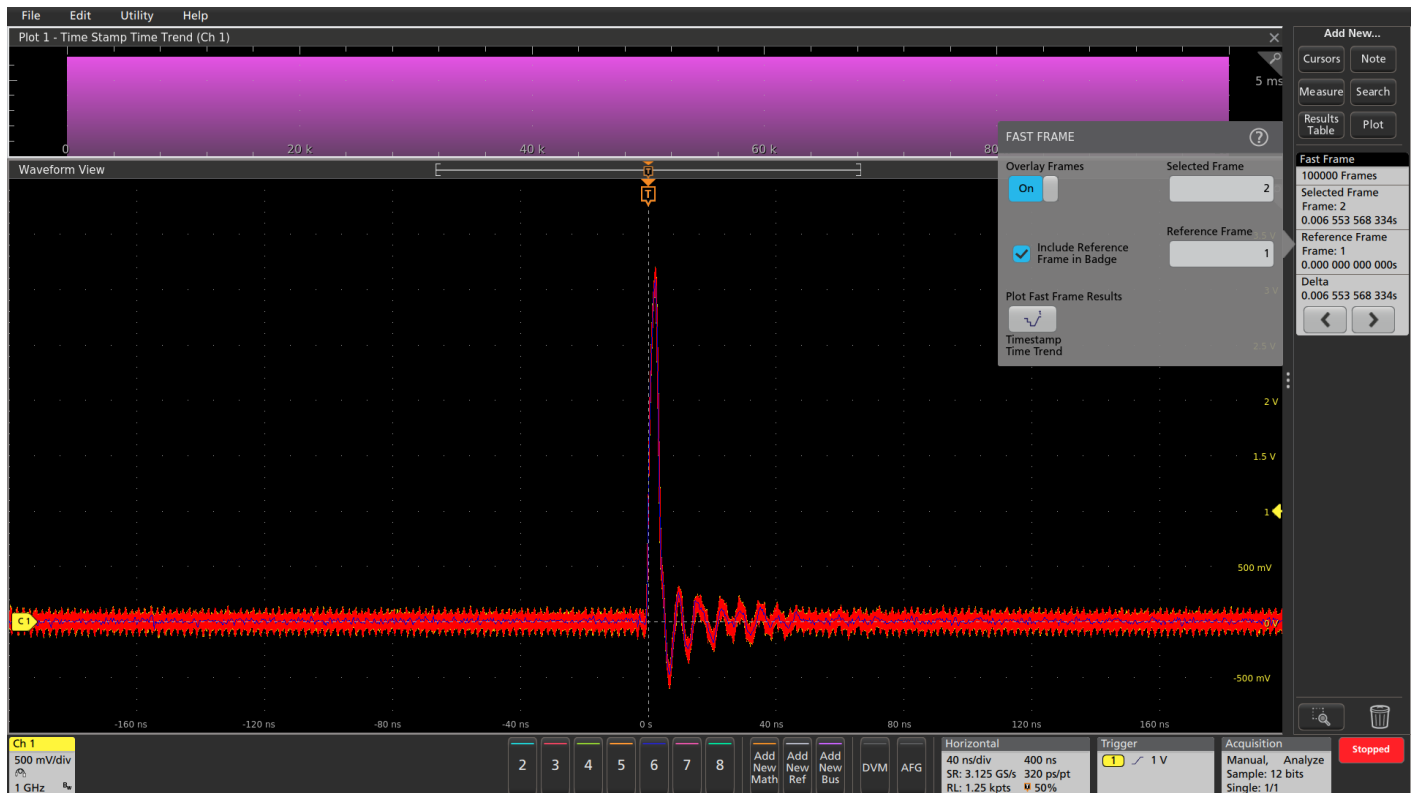 File Edit Utility Help
Plot 1 - Time Stamp Time Trend (Ch 1)
5 ms
0 20 k 40 k 60 k 80
Waveform View
T
T
3.5 V
3 V
2.5 V
2 V
1.5 V
1
500 mV
C 1
0 V
-500 mV
-160 ns -120 ns -80 ns -40 ns 0 s 40 ns 80 ns 120 ns 160 ns
FAST FRAME ?
Overlay Frames Selected Frame
On 2
Reference Frame
Include Reference
Frame in Badge
1
Plot Fast Frame Results
Timestamp
Time Trend
Add New...
Cursors Note
Measure Search
Results
Table
Plot
Fast Frame
100000 Frames
Selected Frame
Frame: 2
0.006 553 568 334s
Reference Frame
Frame: 1
0.000 000 000 000s
Delta
0.006 553 568 334s
Ch 1
500 mV/div
1 GHz Bw
2 3 4 5 6 7 8
Add
New
Math
Add
New
Ref
Add
New
Bus
DVM AFG
Horizontal
40 ns/div 400 ns
SR: 3.125 GS/s 320 ps/pt
RL: 1.25 kpts 50%
Trigger
1 1 V
Acquisition
Manual, Analyze
Sample: 12 bits
Single: 1/1
Stopped